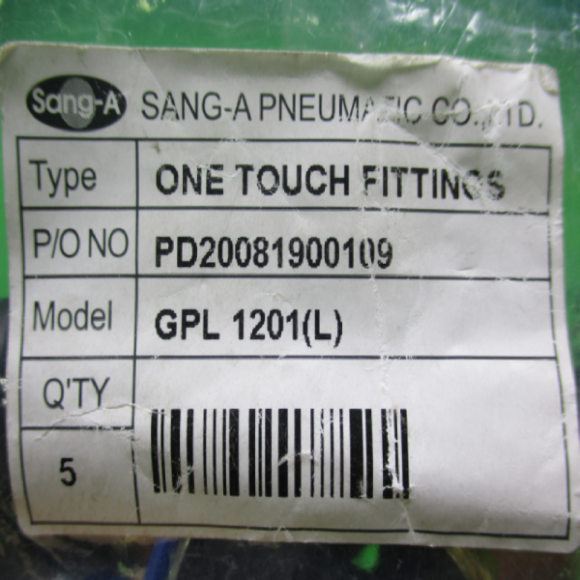 Sang-A SANG-A PNEUMATIC CO.,LTD.
Type ONE TOUCH FITTINGS
P/O NO PD20081900109
Model GPL 1201(L)
Q'TY
5